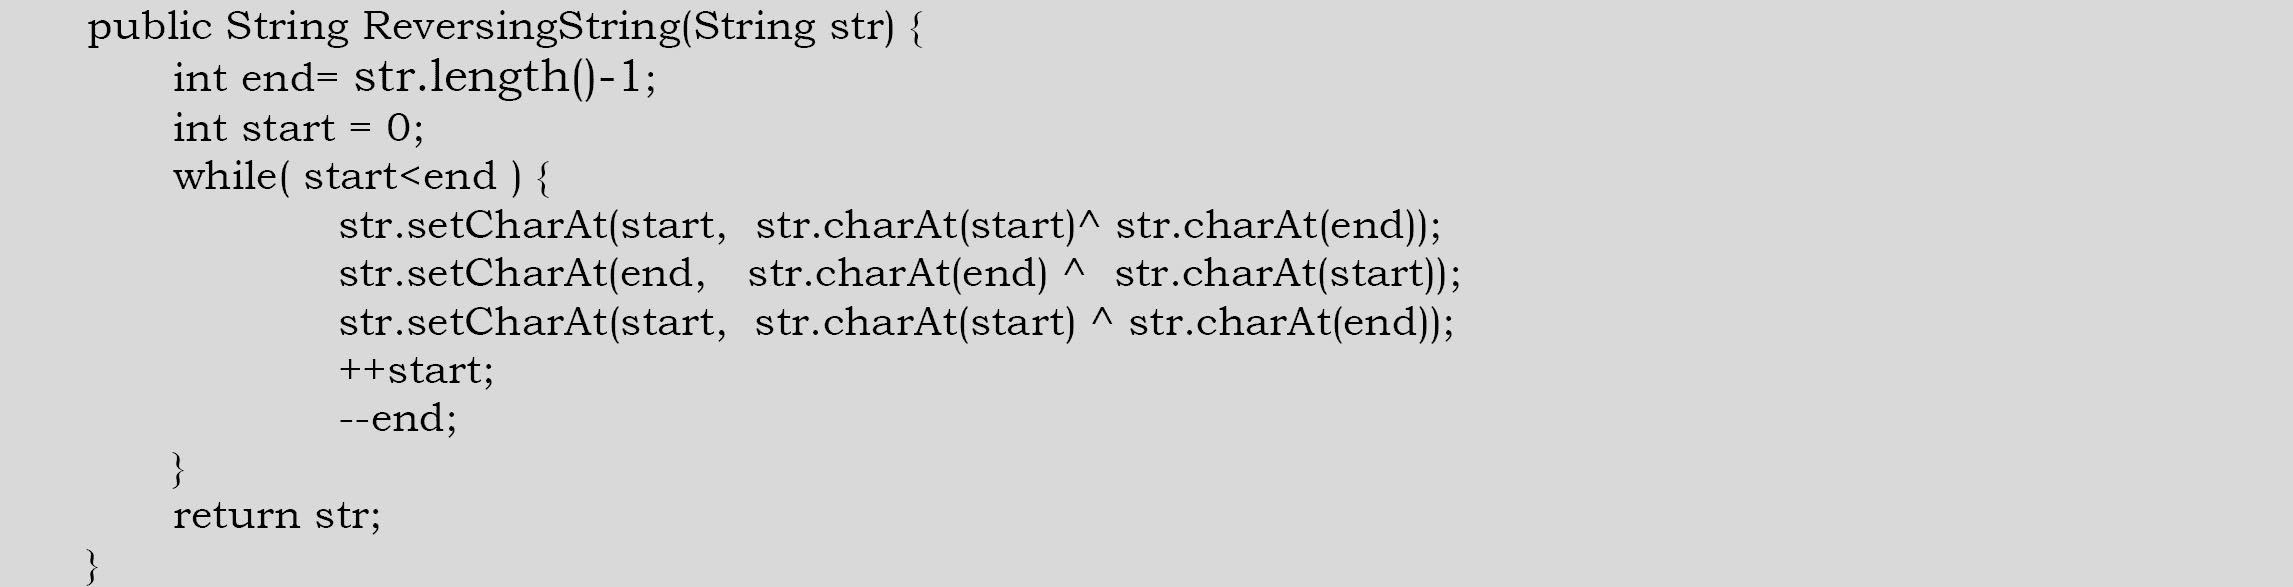 public String ReversingString(String str) {
int end= str.length()-1;
int start = 0;
while( start<end ) {
str.setCharAt(start,  str.charAt(start)^ str.charAt(end));
str.setCharAt(end,   str.charAt(end) ^  str.charAt(start));
str.setCharAt(start,  str.charAt(start) ^ str.charAt(end));
++start;
--end;
}
return str;
}